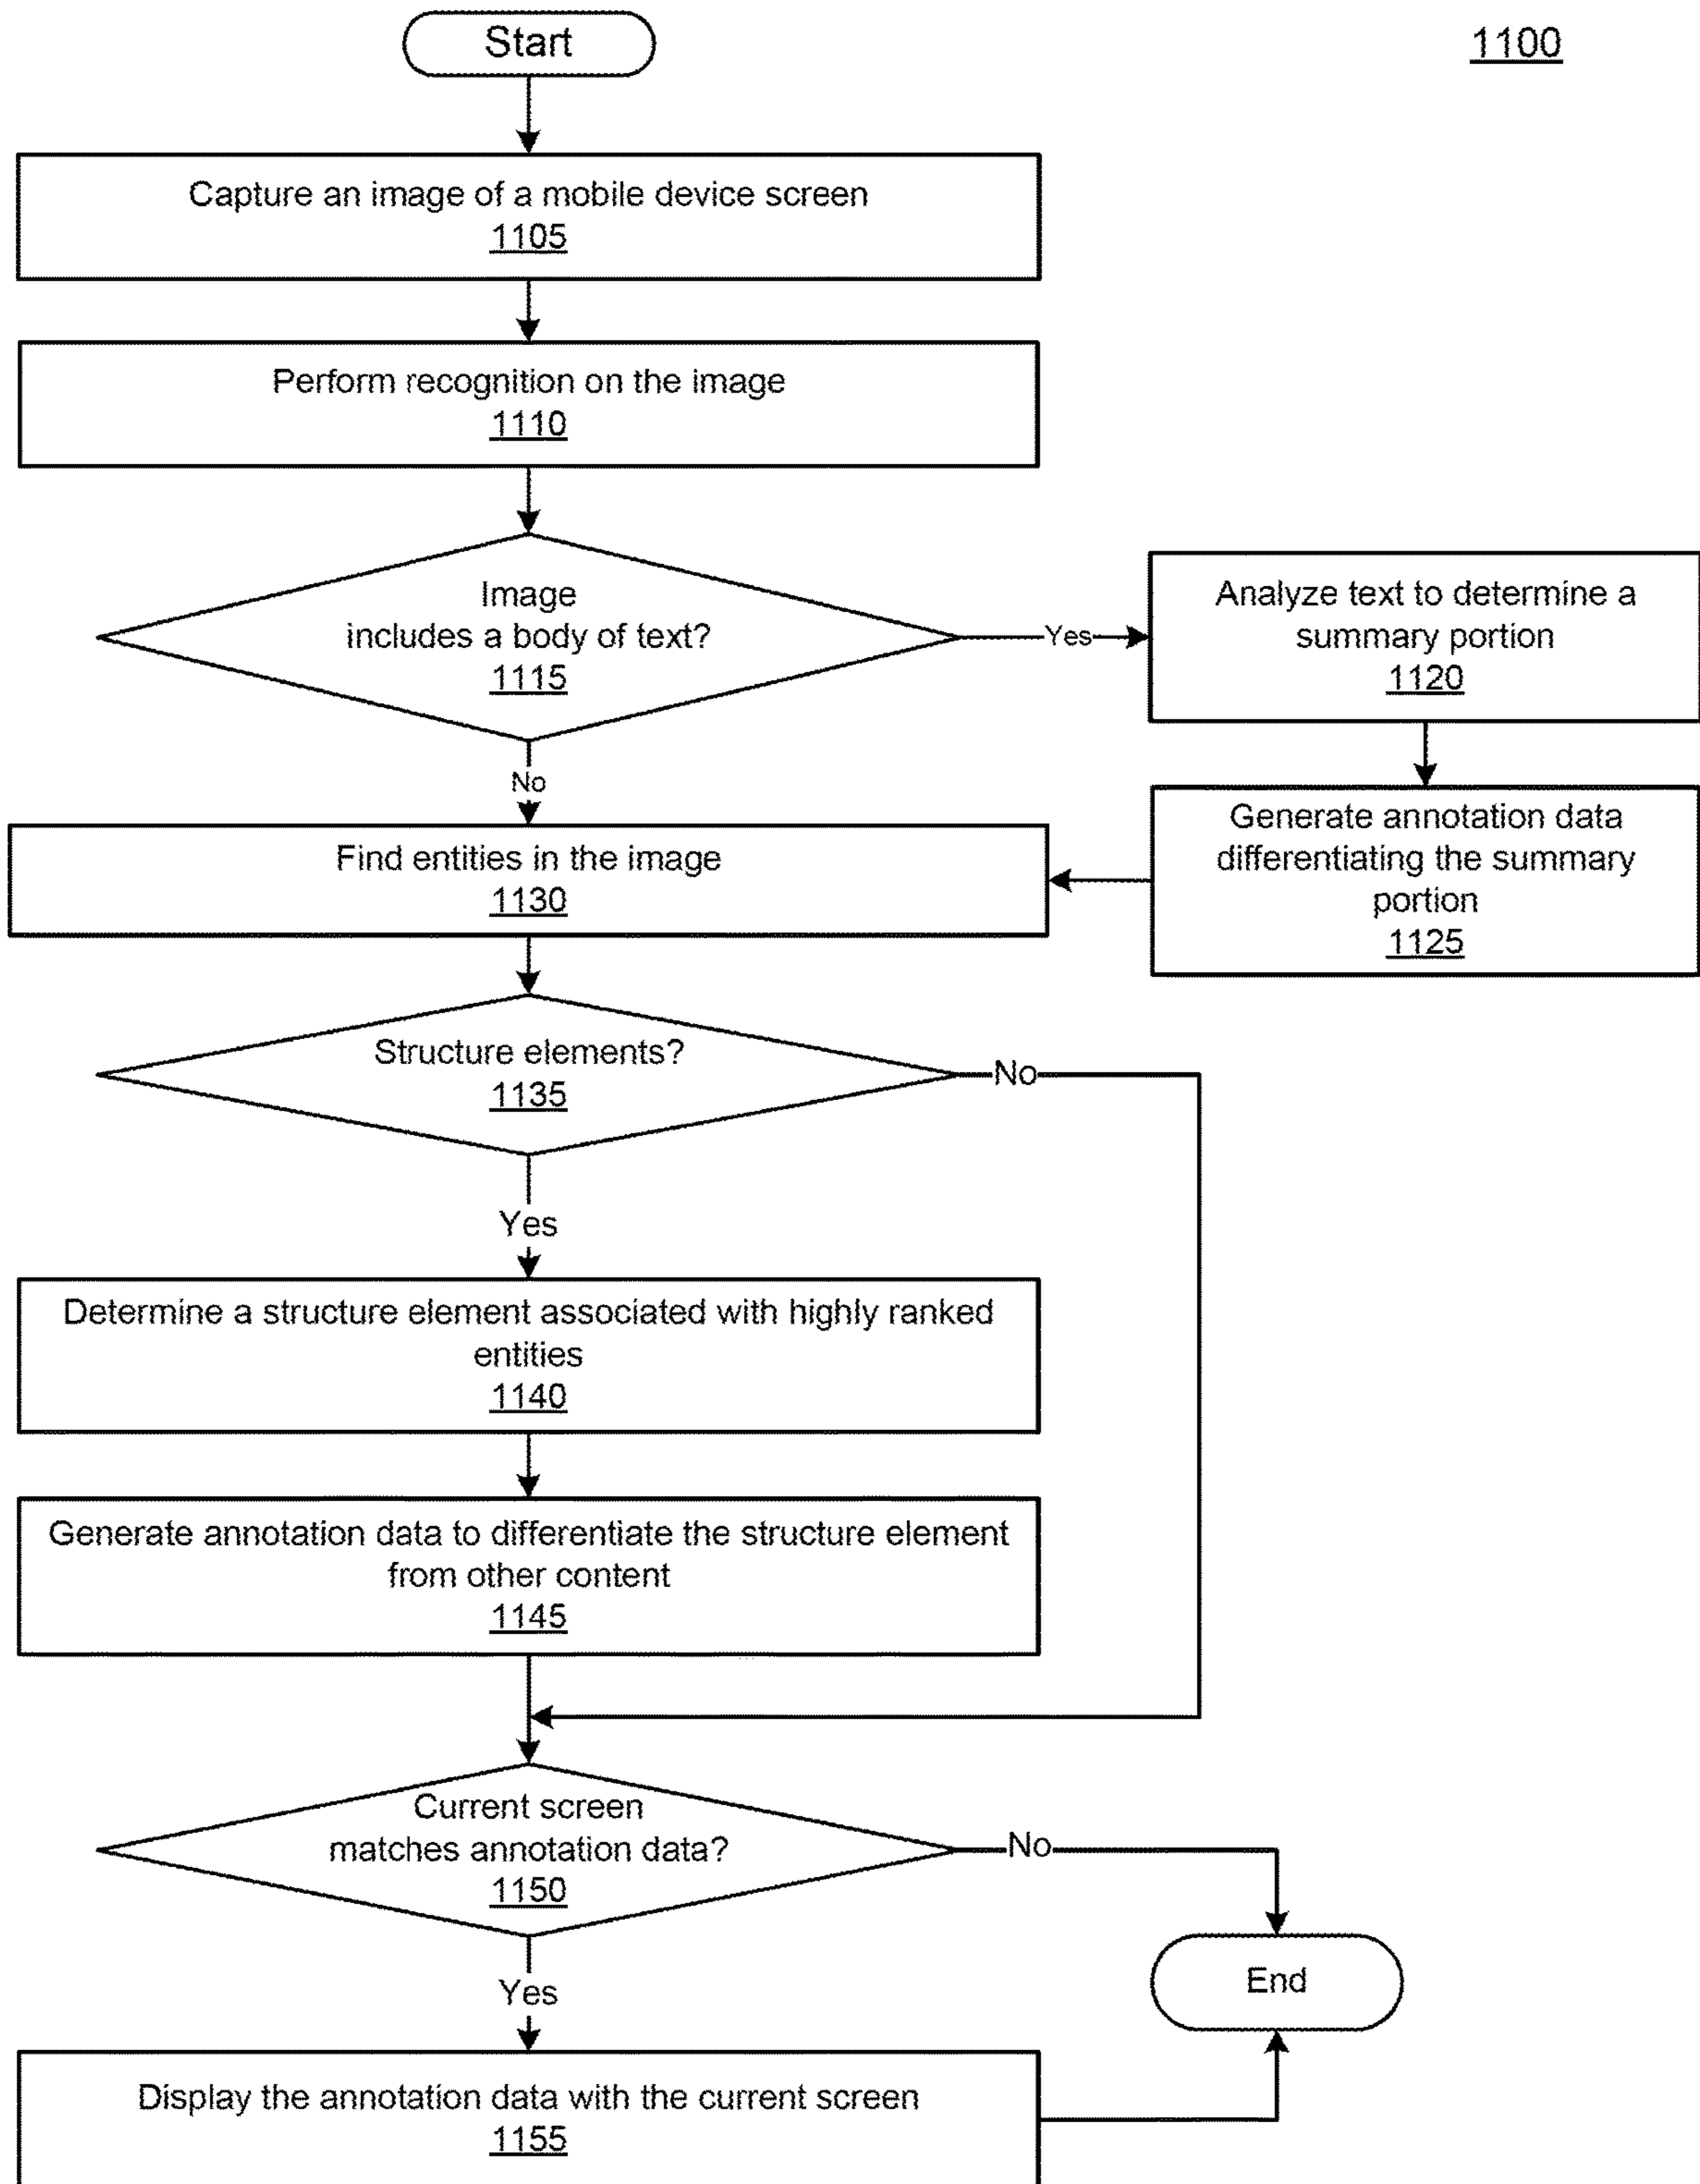 Start
1100
Capture an image of a mobile device screen
1105
Perform recognition on the image
1110
Image
includes a body of text?
1115
Yes
Analyze text to determine a
summary portion
1120
No
Generate annotation data
differentiating the summary
portion
1125
Find entities in the image
1130
Structure elements?
1135
No
Yes
Determine a structure element associated with highly ranked
entities
1140
Generate annotation data to differentiate the structure element
from other content
1145
Current screen
matches annotation data?
1150
No
Yes
End
Display the annotation data with the current screen
1155